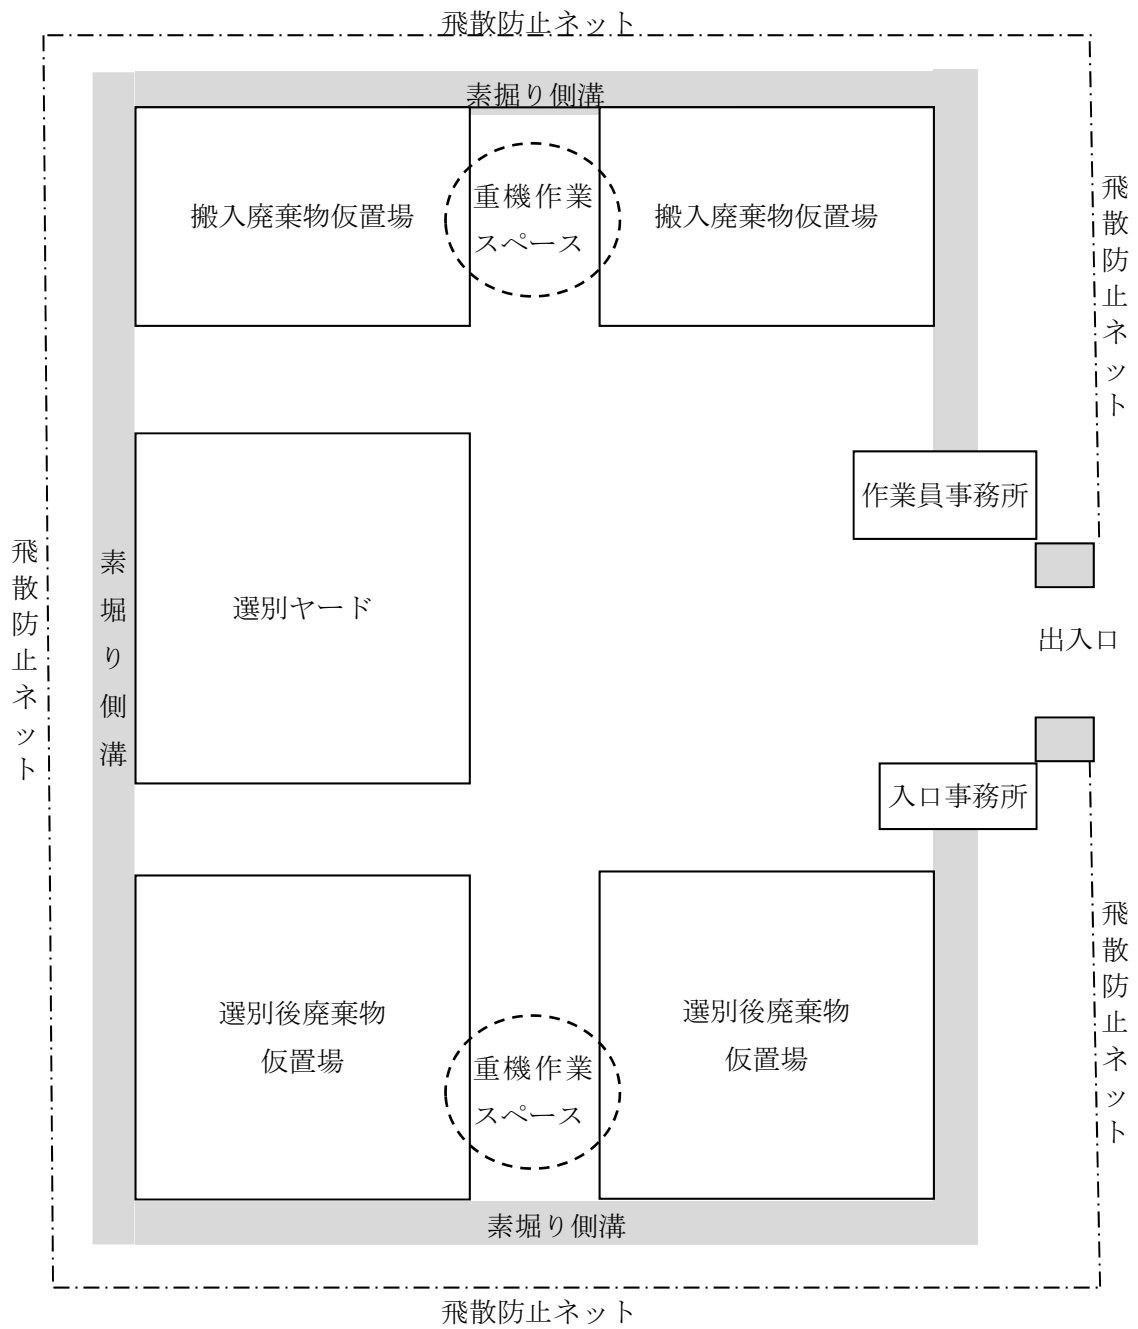 飛散防止ネット
素掘り側溝
搬入廃棄物仮置場
重機作業
スペース
搬入廃棄物仮置場
飛散防止ネット
作業員事務所
飛散防止ネット
素堀り側溝
選別ヤード
出入口
入口事務所
選別後廃棄物
仮置場
重機作業
スペース
選別後廃棄物
仮置場
飛散防止ネット
素堀り側溝
飛散防止ネット